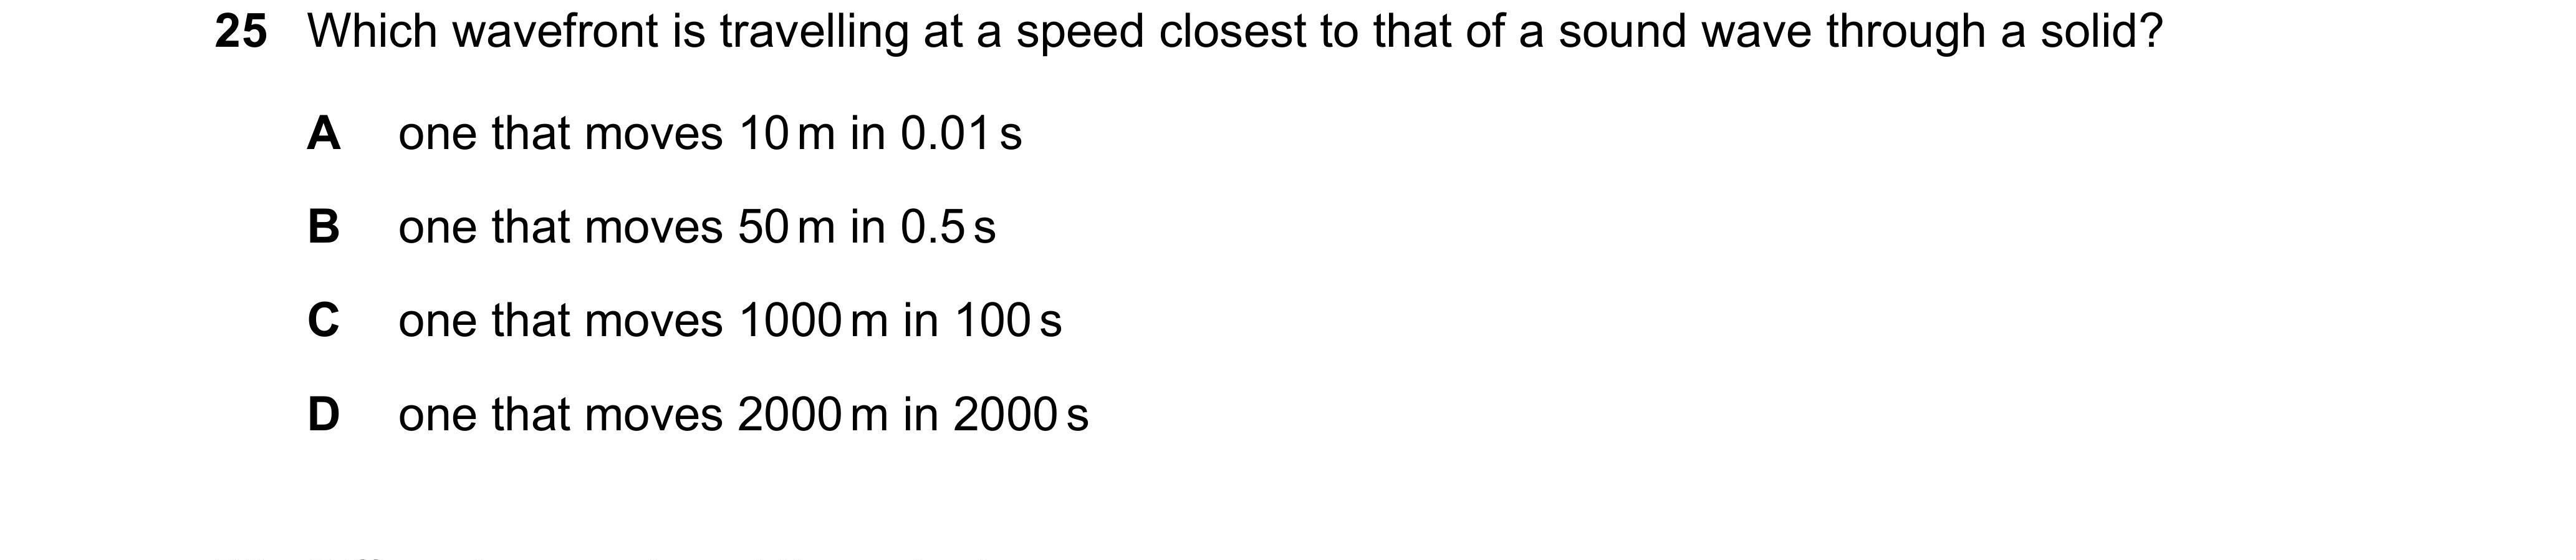 25 Which wavefront is travelling at a speed closest to that of a sound wave through a solid?
A one that moves 10 m in 0.01 s
B one that moves 50 m in 0.5 s
C one that moves 1000 m in 100 s
D one that moves 2000 m in 2000 s